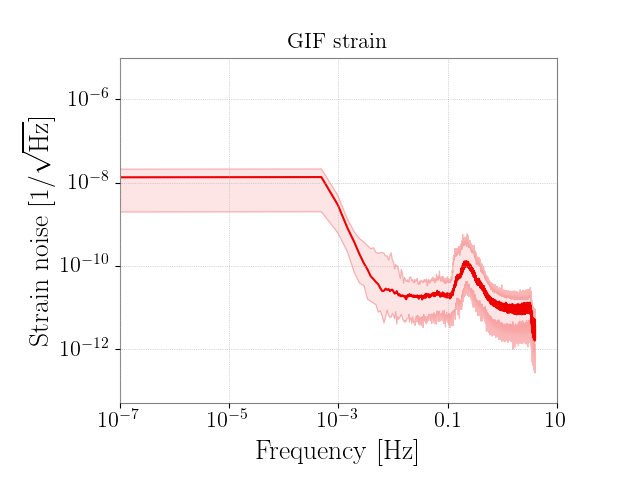 GIF strain
Strain noise [1/√Hz]
10⁻⁶
10⁻⁸
10⁻¹⁰
10⁻¹²
10⁻⁷ 10⁻⁵ 10⁻³ 0.1 10
Frequency [Hz]